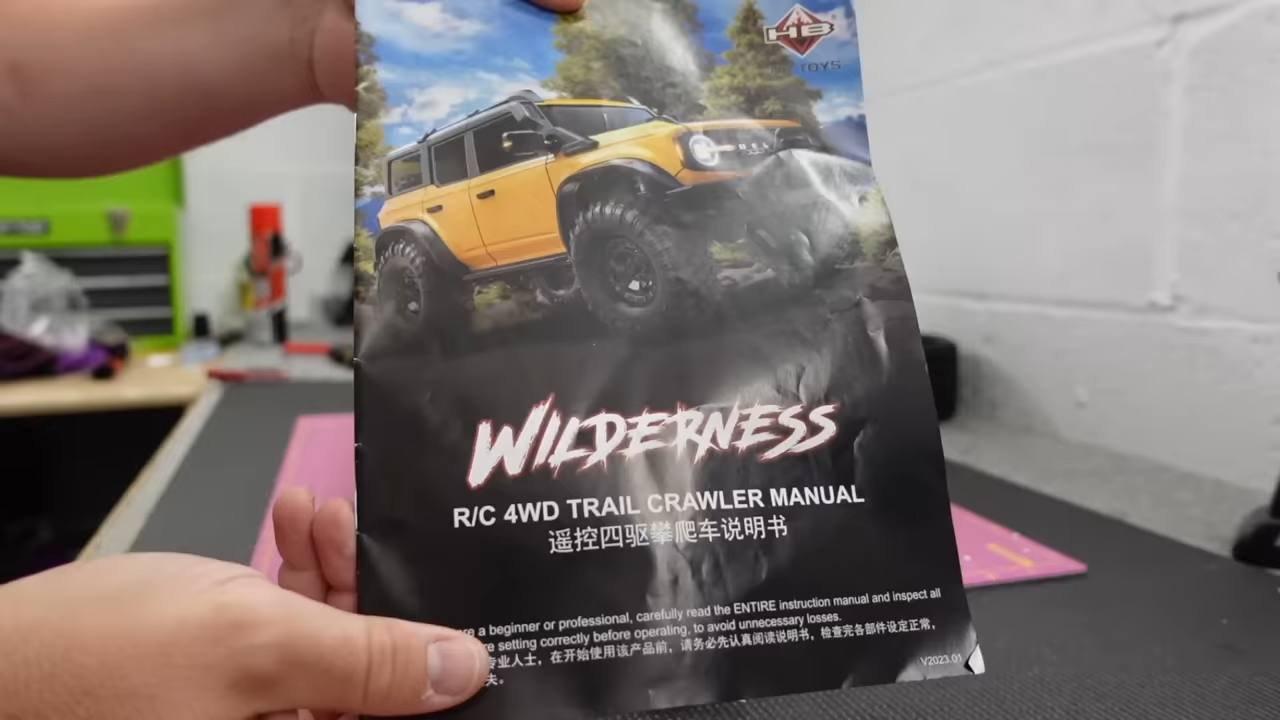 HB
TOYS
WILDERNESS
R/C 4WD TRAIL CRAWLER MANUAL
遥控四驱攀爬车说明书
a beginner or professional, carefully read the ENTIRE instruction manual and inspect all
setting correctly before operating, to avoid unnecessary losses.
专业人士，在开始使用该产品前，请务必先认真阅读说明书，检查完各部件设定正常，
V2023.01